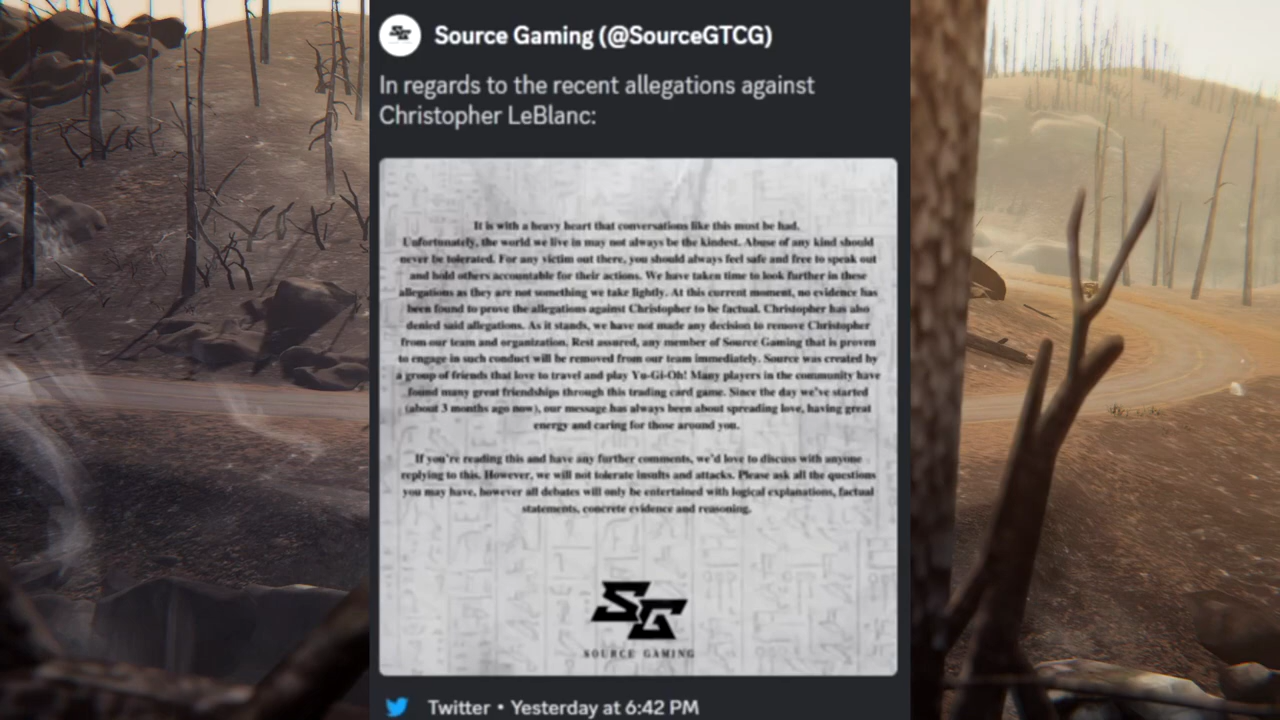 SG
Source Gaming (@SourceGTCG)
In regards to the recent allegations against
Christopher LeBlanc:
It is with a heavy heart that conversations like this must be had.
Unfortunately, the world we live in may not always be the kindest. Abuse of any kind should
never be tolerated. For any victim out there, you should always feel safe and free to speak out
and hold others accountable for their actions. We have taken time to look further in these
allegations as they are not something we take lightly. At this current moment, no evidence has
been found to prove the allegations against Christopher to be factual. Christopher has also
denied said allegations. As it stands, we have not made any decision to remove Christopher
from our team and organization. Rest assured, any member of Source Gaming that is proven
to engage in such conduct will be removed from our team immediately. Source was created by
a group of friends that love to travel and play Yu-Gi-Oh! Many players in the community have
found many great friendships through this trading card game. Since the day we've started
(about 3 months ago now), our message has always been about spreading love, having great
energy and caring for those around you.
If you're reading this and have any further comments, we'd love to discuss with anyone
replying to this. However, we will not tolerate insults and attacks. Please ask all the questions
you may have, however all debates will only be entertained with logical explanations, factual
statements, concrete evidence and reasoning.
SG
SOURCE GAMING
Twitter • Yesterday at 6:42 PM